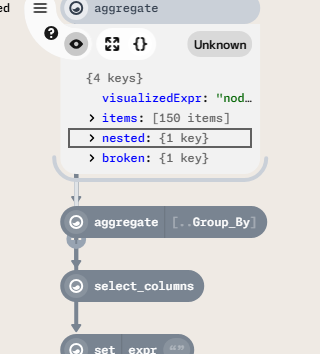 ed
aggregate
?
{} Unknown
{4 keys}
visualizedExpr: "nod…
items: [150 items]
nested: {1 key}
broken: {1 key}
aggregate [..Group_By]
select_columns
set expr ""